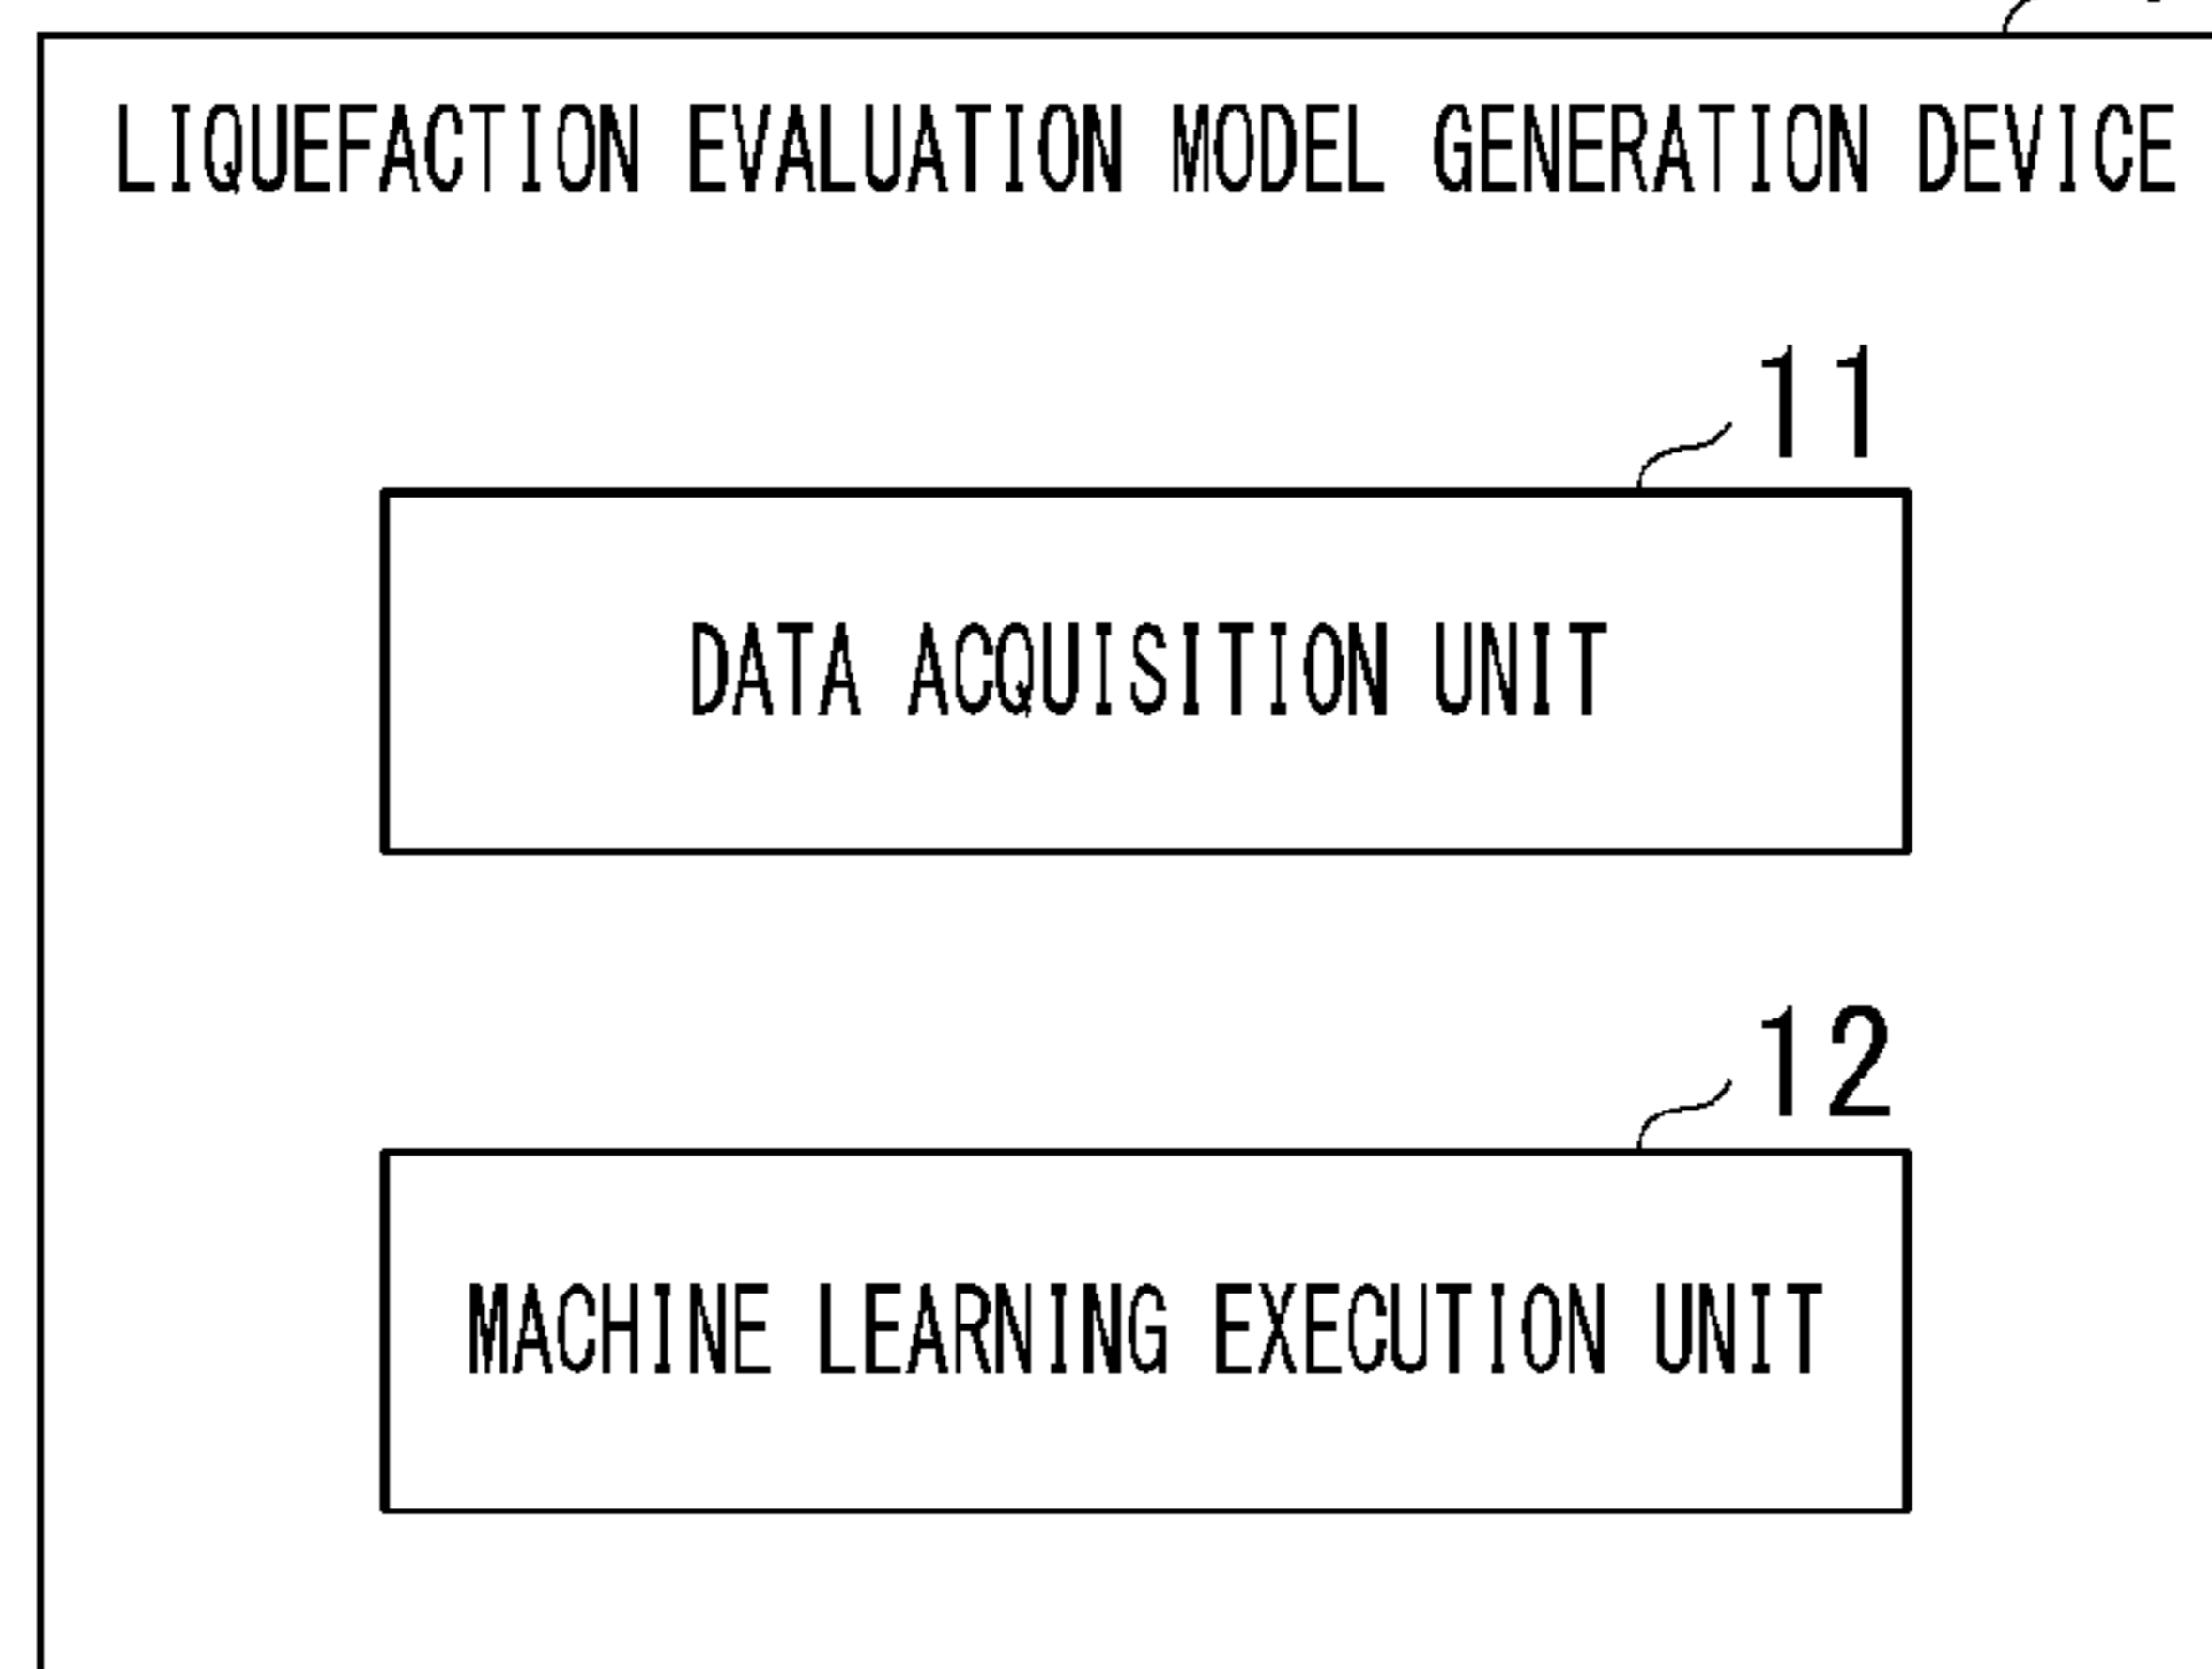 LIQUEFACTION EVALUATION MODEL GENERATION DEVICE
11
DATA ACQUISITION UNIT
12
MACHINE LEARNING EXECUTION UNIT